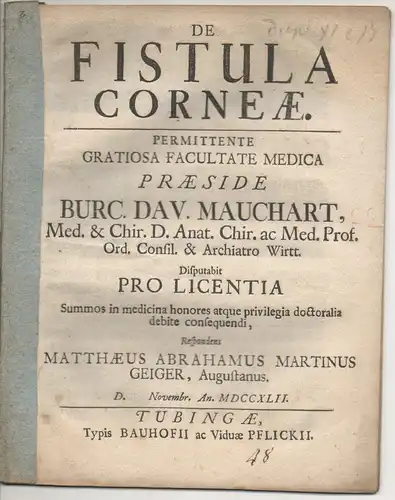 DE
FISTULA
CORNEÆ.
PERMITTENTE
GRATIOSA FACULTATE MEDICA
PRÆSIDE
BURC. DAV. MAUCHART,
Med. & Chir. D. Anat. Chir. ac Med. Prof.
Ord. Consil. & Archiatro Wirtt.
Disputabit
PRO LICENTIA
Summos in medicina honores atque privilegia doctoralia
debite consequendi,
Respondens
MATTHÆUS ABRAHAMUS MARTINUS
GEIGER, Augustanus.
D. Novembr. An. MDCCXLII.
TUBINGÆ,
Typis BAUHOFII ac Viduæ PFLICKII.
48